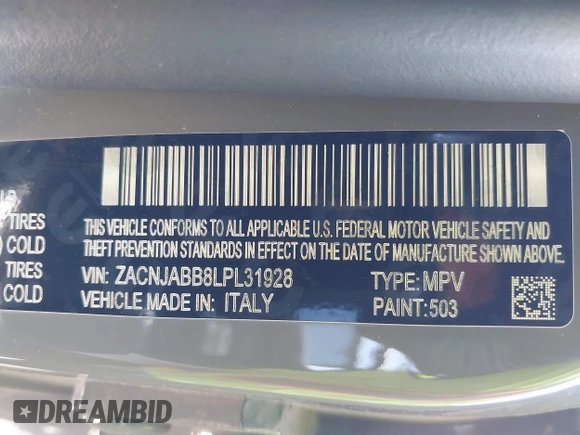 TIRES
COLD
TIRES
COLD
THIS VEHICLE CONFORMS TO ALL APPLICABLE U.S. FEDERAL MOTOR VEHICLE SAFETY AND
THEFT PREVENTION STANDARDS IN EFFECT ON THE DATE OF MANUFACTURE SHOWN ABOVE.
VIN: ZACNJABB8LPL31928 TYPE: MPV
VEHICLE MADE IN: ITALY PAINT: 503
DREAMBID